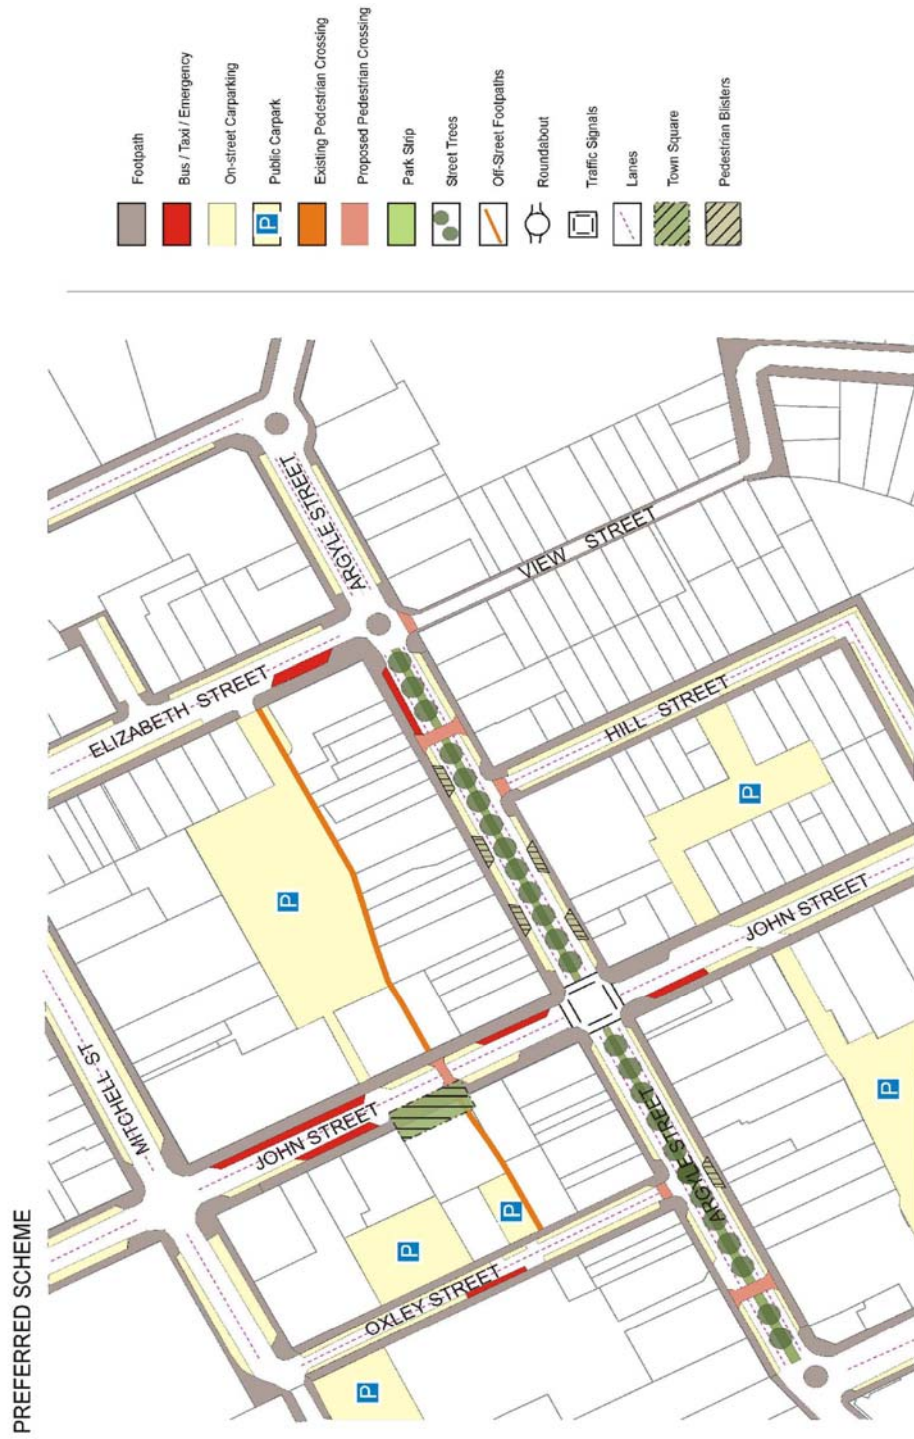 PREFERRED SCHEME
MITCHELL ST
ELIZABETH STREET
ARGYLE STREET
JOHN STREET
OXLEY STREET
VIEW STREET
HILL STREET
JOHN STREET
ARGYLE STREET
P
P
P
P
P
P
Footpath
Bus / Taxi / Emergency
On-street Carparking
P
Public Carpark
Existing Pedestrian Crossing
Proposed Pedestrian Crossing
Park Strip
Street Trees
Off-Street Footpaths
Roundabout
Traffic Signals
Lanes
Town Square
Pedestrian Blisters